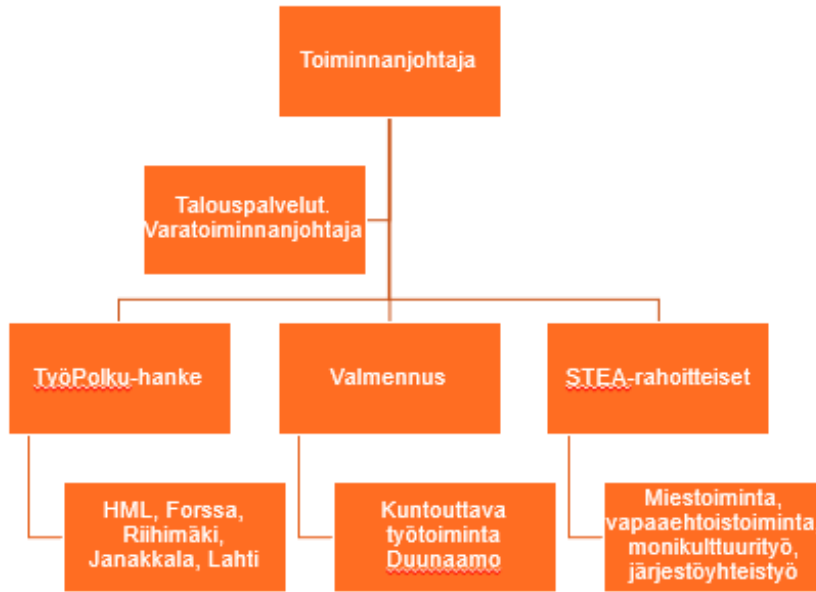 Toiminnanjohtaja
Talouspalvelut.
Varatoiminnanjohtaja
TyöPolku-hanke
Valmennus
STEA-rahoitteiset
HML, Forssa,
Riihimäki,
Janakkala, Lahti
Kuntouttava
työtoiminta
Duunaamo
Miestoiminta,
vapaaehtoistoiminta,
monikulttuurityö,
järjestöyhteistyö